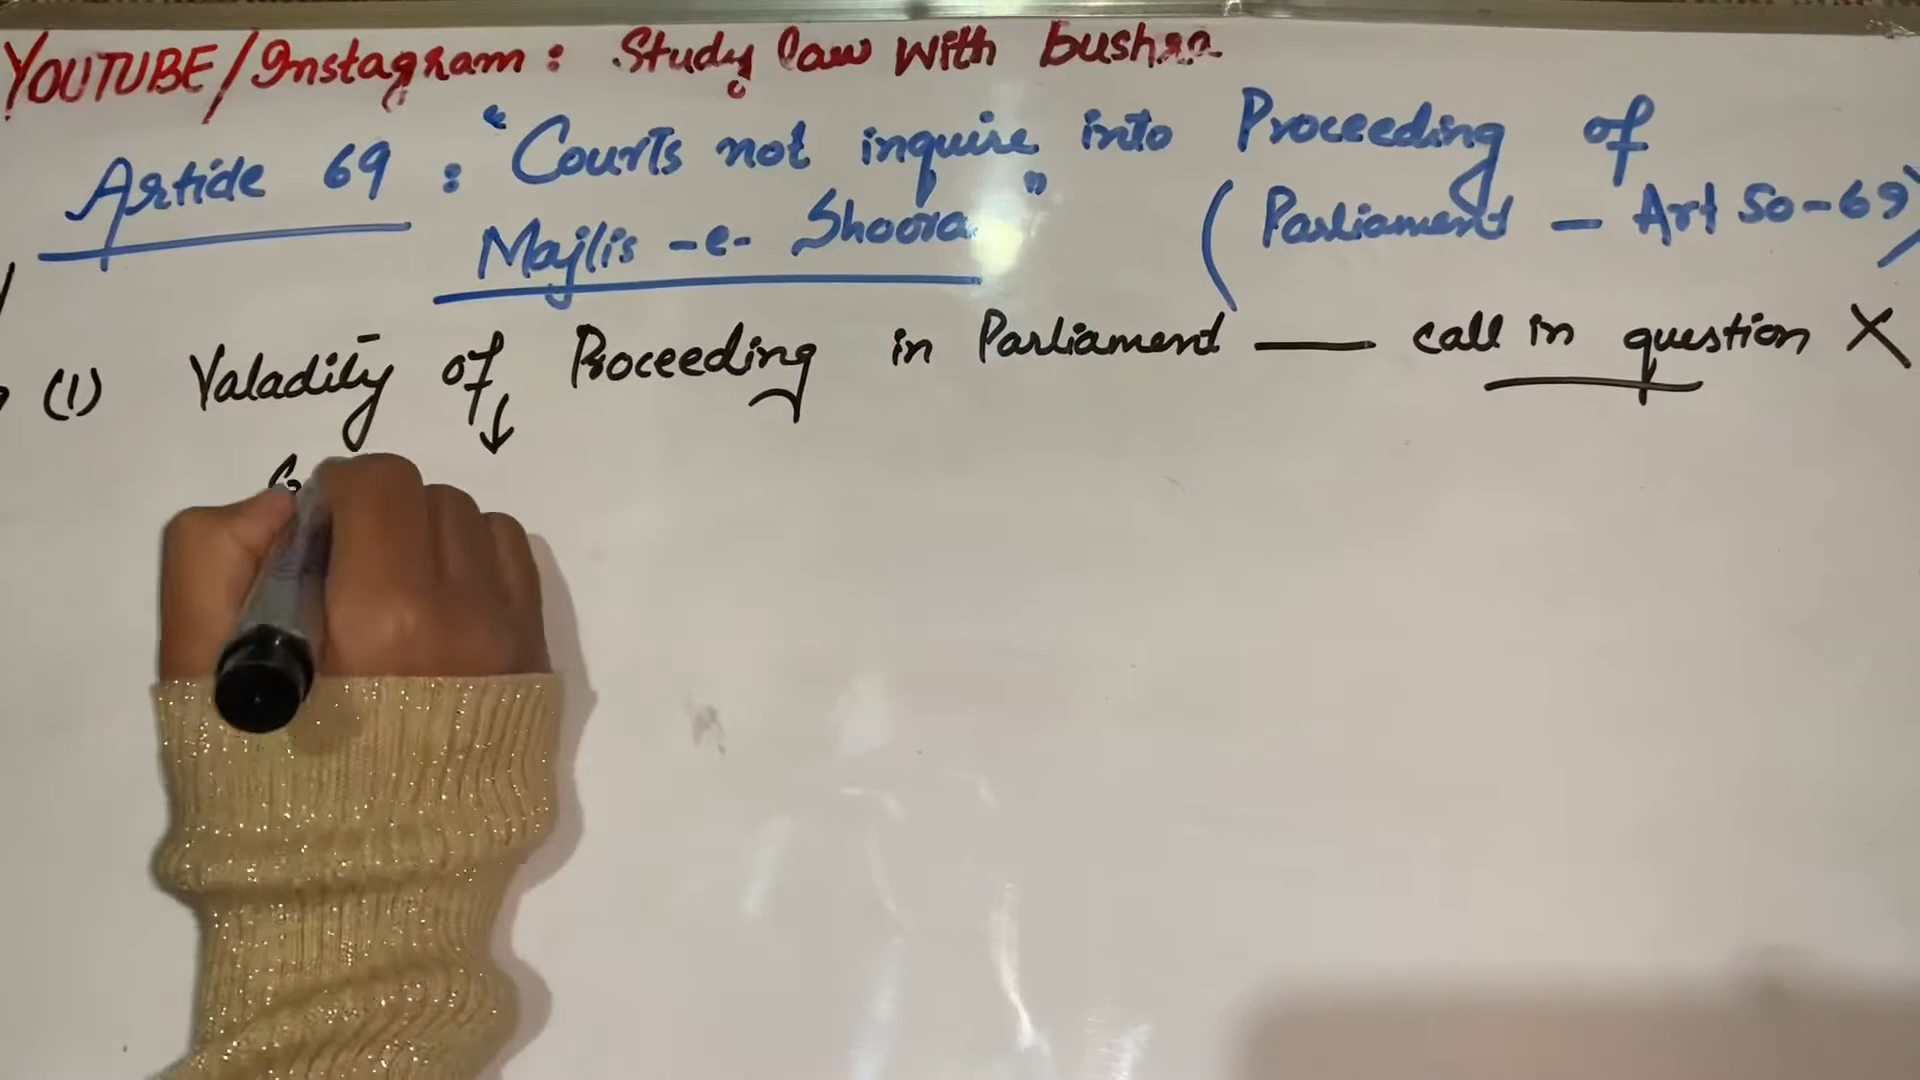 YOUTUBE/Instagram: Study law with bushra
Article 69 : "Courts not inquire into Proceeding of
Majlis-e-Shoora" (Parliament – Art 50-69)
(1) Valadity of Proceeding in Parliament — call in question X